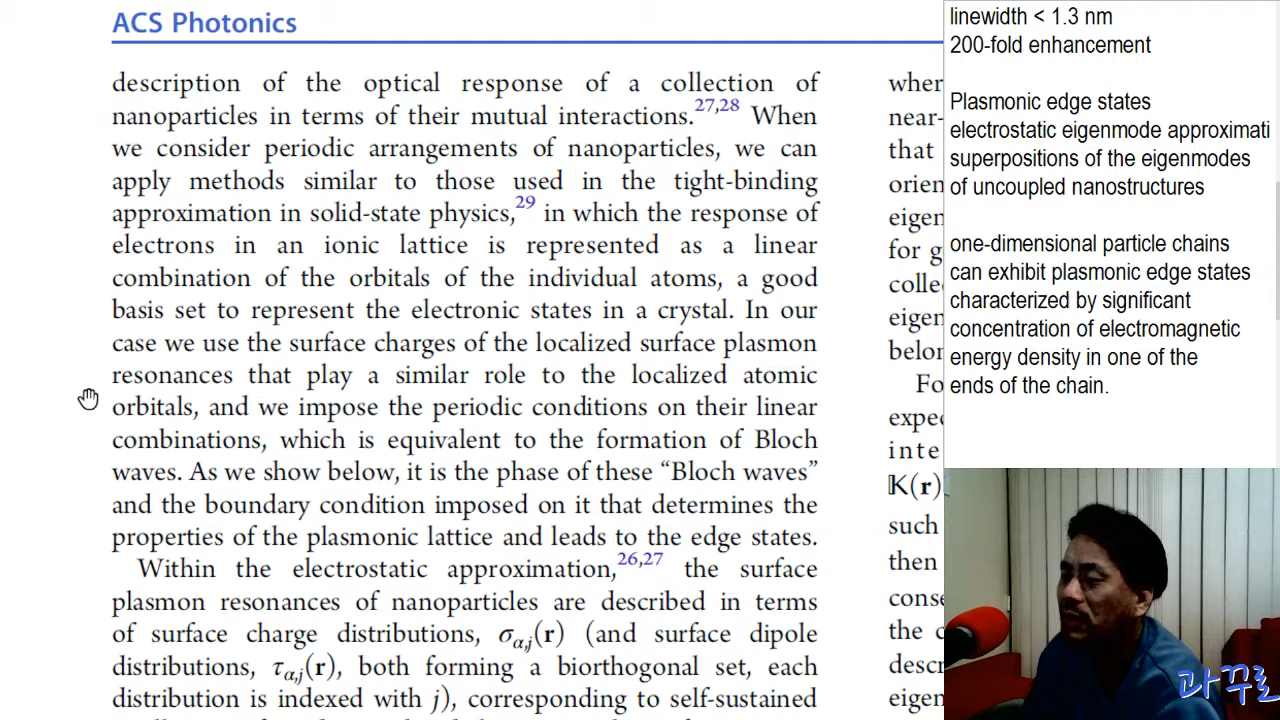 ACS Photonics
description of the optical response of a collection of
nanoparticles in terms of their mutual interactions.27,28 When
we consider periodic arrangements of nanoparticles, we can
apply methods similar to those used in the tight-binding
approximation in solid-state physics,29 in which the response of
electrons in an ionic lattice is represented as a linear
combination of the orbitals of the individual atoms, a good
basis set to represent the electronic states in a crystal. In our
case we use the surface charges of the localized surface plasmon
resonances that play a similar role to the localized atomic
orbitals, and we impose the periodic conditions on their linear
combinations, which is equivalent to the formation of Bloch
waves. As we show below, it is the phase of these “Bloch waves”
and the boundary condition imposed on it that determines the
properties of the plasmonic lattice and leads to the edge states.
Within the electrostatic approximation,26,27 the surface
plasmon resonances of nanoparticles are described in terms
of surface charge distributions, σα,j(r) (and surface dipole
distributions, τα,j(r), both forming a biorthogonal set, each
distribution is indexed with j), corresponding to self-sustained
wher
near-
that
orien
eigen
for g
colle
eigen
belon
Fo
expec
inte
K(r)
such
then
conse
the c
descr
eigen
linewidth < 1.3 nm
200-fold enhancement
Plasmonic edge states
electrostatic eigenmode approximati
superpositions of the eigenmodes
of uncoupled nanostructures
one-dimensional particle chains
can exhibit plasmonic edge states
characterized by significant
concentration of electromagnetic
energy density in one of the
ends of the chain.
과꾸로